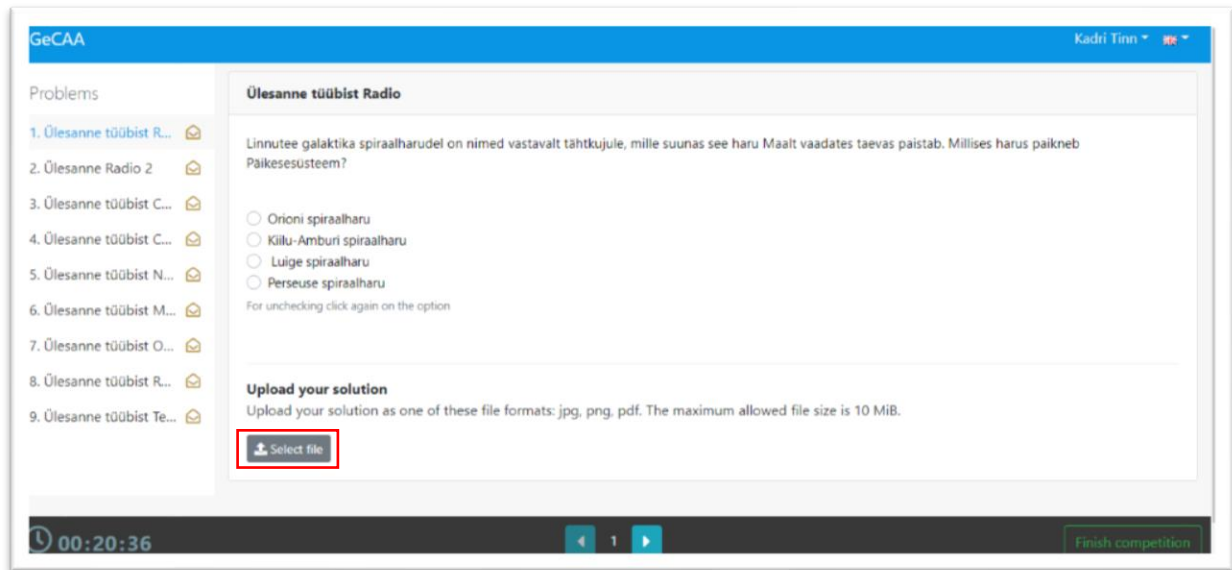 GeCAA
Kadri Tinn
Problems
1. Ülesanne tüübist R...
2. Ülesanne Radio 2
3. Ülesanne tüübist C...
4. Ülesanne tüübist C...
5. Ülesanne tüübist N...
6. Ülesanne tüübist M...
7. Ülesanne tüübist O...
8. Ülesanne tüübist R...
9. Ülesanne tüübist Te...
Ülesanne tüübist Radio
Linnutee galaktika spiraalharudel on nimed vastavalt tähtkujule, mille suunas see haru Maalt vaadates taevas paistab. Millises harus paikneb
Päikesesüsteem?
Orioni spiraalharu
Kiilu-Amburi spiraalharu
Luige spiraalharu
Perseuse spiraalharu
For unchecking click again on the option
Upload your solution
Upload your solution as one of these file formats: jpg, png, pdf. The maximum allowed file size is 10 MiB.
Select file
00:20:36
1
Finish competition